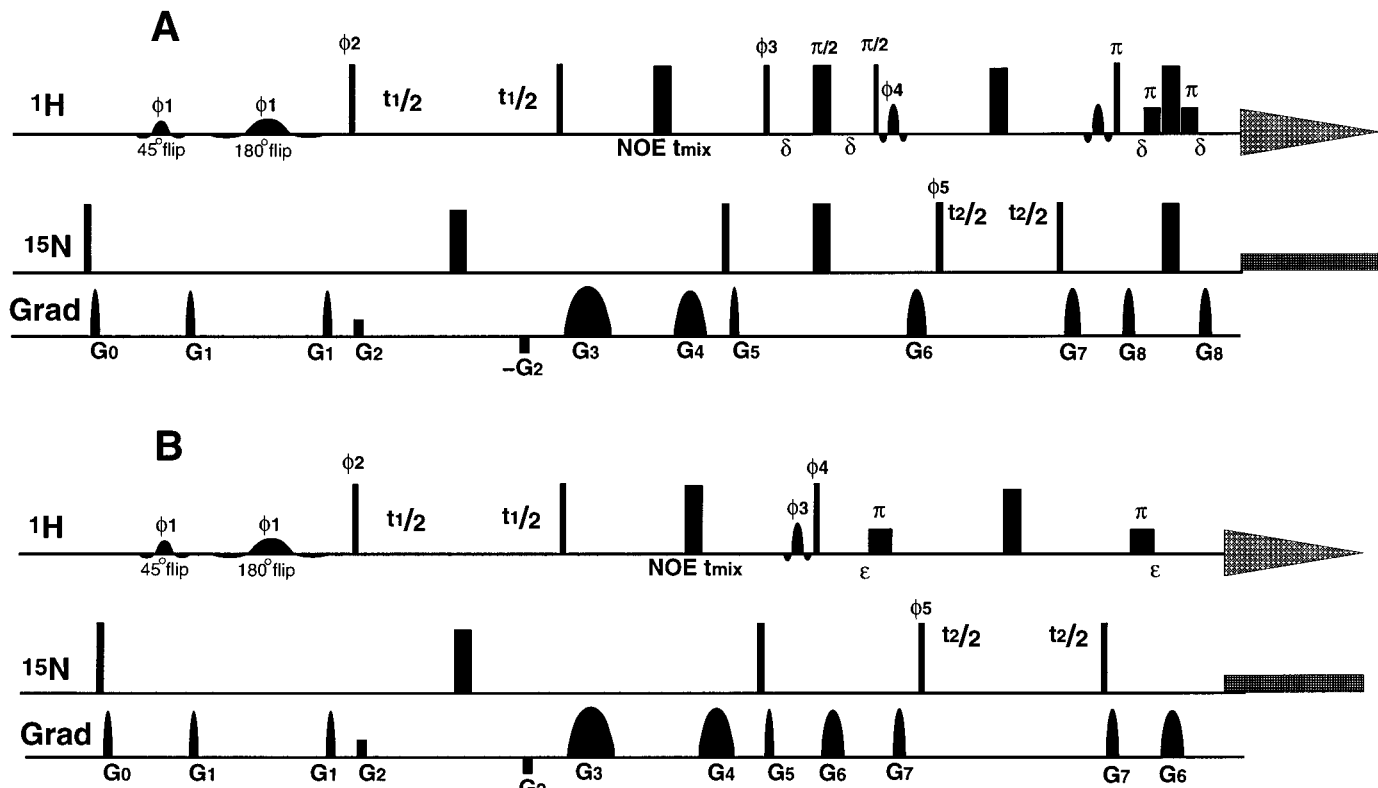 A
ϕ2 ϕ3 π/2 π/2 π
ϕ1 ϕ1 t1/2 t1/2 ϕ4 π π
1H
45°flip 180°flip NOE tmix δ δ δ δ
ϕ5
15N t2/2 t2/2
Grad
G0 G1 G1 G2 −G2 G3 G4 G5 G6 G7 G8 G8
B
ϕ2 ϕ4
ϕ1 ϕ1 t1/2 t1/2 ϕ3 π π
1H
45°flip 180°flip NOE tmix ε ε
ϕ5
15N t2/2 t2/2
Grad
G0 G1 G1 G2 G3 G4 G5 G6 G7 G7 G6